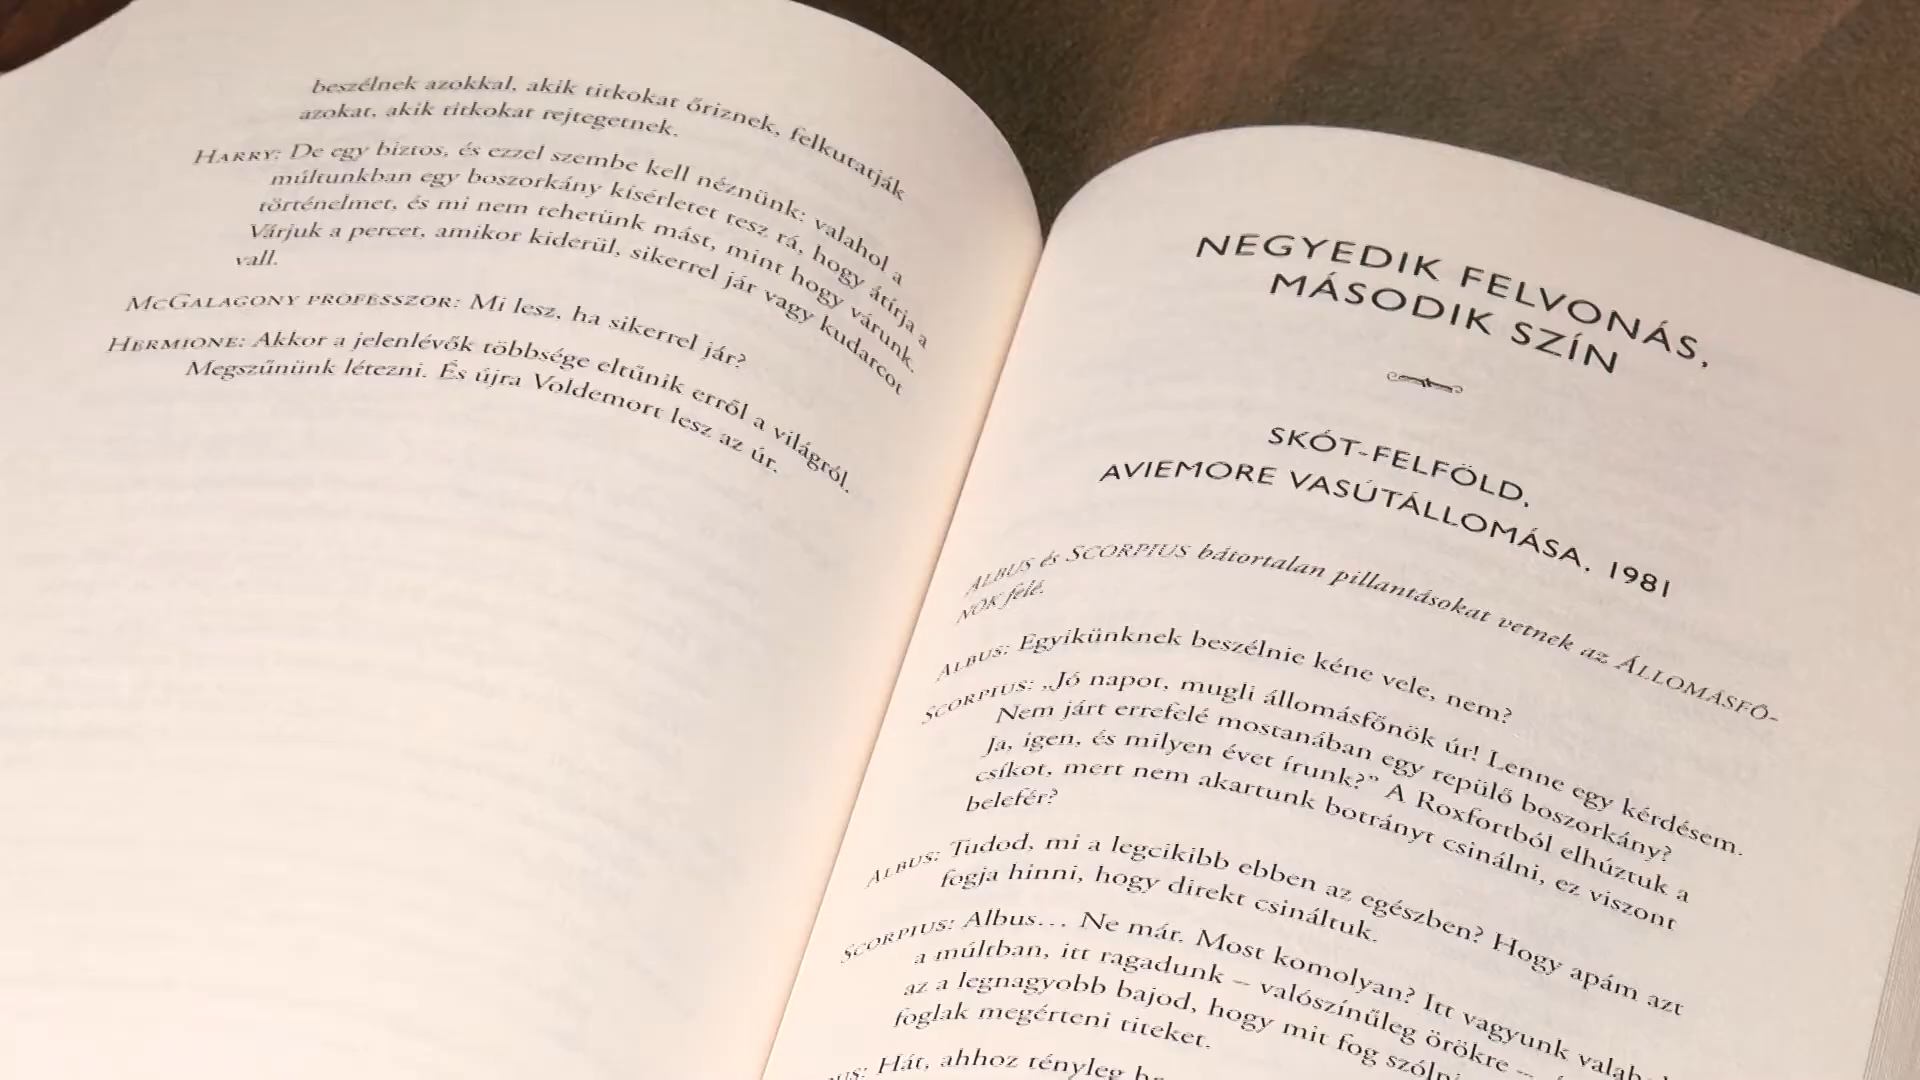 beszélnek azokkal, akik titkokat őriznek, felkutatják
azokat, akik titkokat rejtegetnek.
HARRY: De egy biztos, és ezzel szembe kell néznünk: valahol a
múltunkban egy boszorkány kísérletet tesz rá, hogy átírja a
történelmet, és mi nem tehetünk mást, mint hogy várunk.
Várjuk a percet, amikor kiderül, sikerrel jár vagy kudarcot
vall.
MCGALAGONY PROFESSZOR: Mi lesz, ha sikerrel jár?
HERMIONE: Akkor a jelenlévők többsége eltűnik erről a világról.
Megszűnünk létezni. És újra Voldemort lesz az úr.
NEGYEDIK FELVONÁS,
MÁSODIK SZÍN
SKÓT-FELFÖLD,
AVIEMORE VASÚTÁLLOMÁSA, 1981
ALBUS és SCORPIUS bátortalan pillantásokat vetnek az ÁLLOMÁSFŐ-
NÖK felé.
ALBUS: Egyikünknek beszélnie kéne vele, nem?
SCORPIUS: „Jó napot, mugli állomásfőnök úr! Lenne egy kérdésem.
Nem járt errefelé mostanában egy repülő boszorkány?
Ja, igen, és milyen évet írunk?” A Roxfortból elhúztuk a
csíkot, mert nem akartunk botrányt csinálni, ez viszont
belefér?
ALBUS: Tudod, mi a legcikibb ebben az egészben? Hogy apám azt
fogja hinni, hogy direkt csináltuk.
SCORPIUS: Albus… Ne már. Most komolyan? Itt vagyunk
a múltban, itt ragadunk – valószínűleg örökre –
az a legnagyobb bajod, hogy mit fog
foglak megérteni titeket.
Hát, ahhoz tényleg